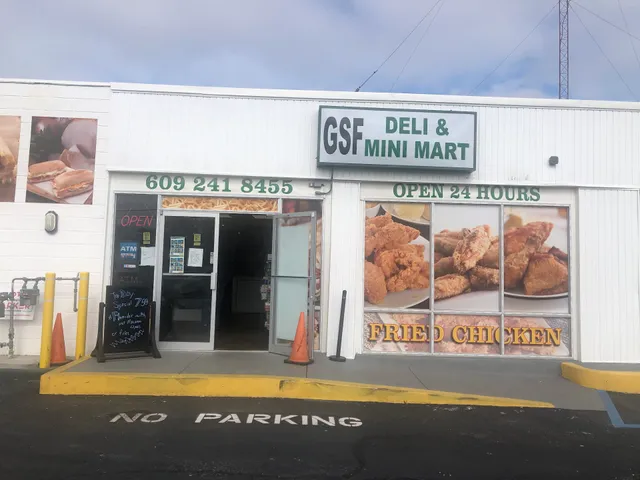 GSF DELI &
MINI MART
609 241 8455
OPEN 24 HOURS
OPEN
ATM
FRIED CHICKEN
NO PARKING